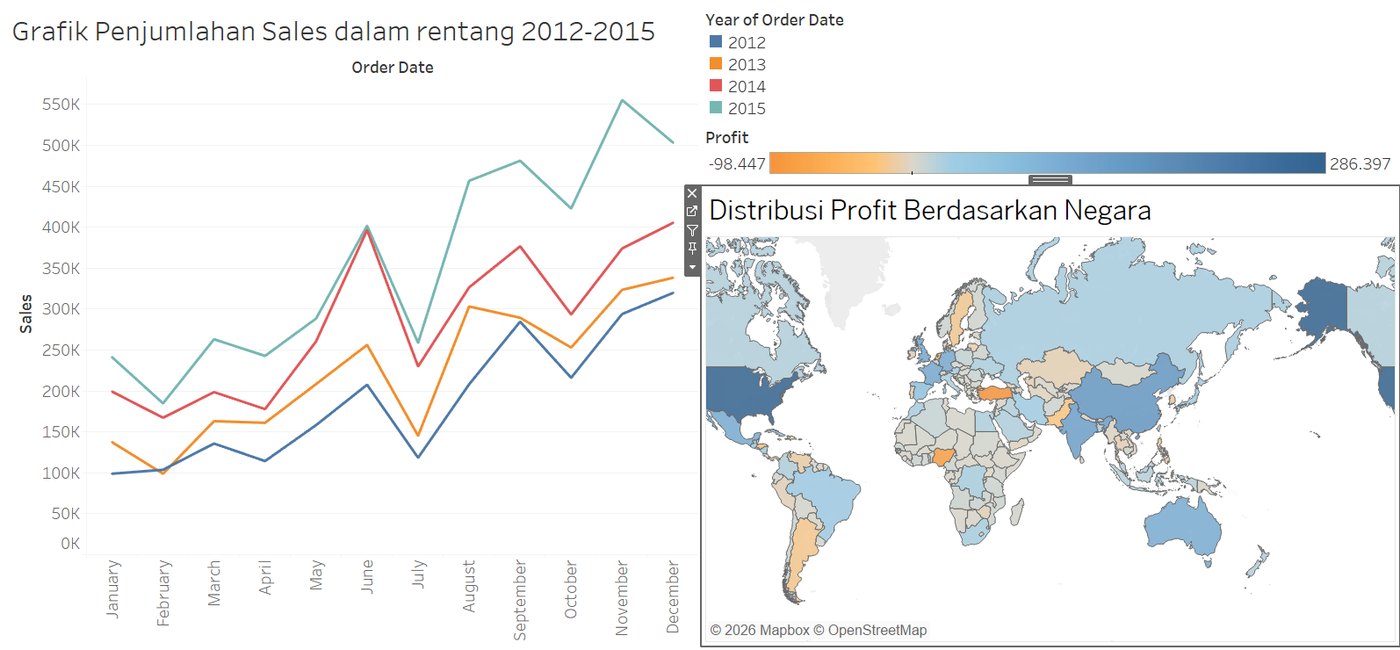 Grafik Penjumlahan Sales dalam rentang 2012-2015
Order Date
Sales
550K
500K
450K
400K
350K
300K
250K
200K
150K
100K
50K
0K
January
February
March
April
May
June
July
August
September
October
November
December
Year of Order Date
2012
2013
2014
2015
Profit
-98.447
286.397
Distribusi Profit Berdasarkan Negara
© 2026 Mapbox © OpenStreetMap